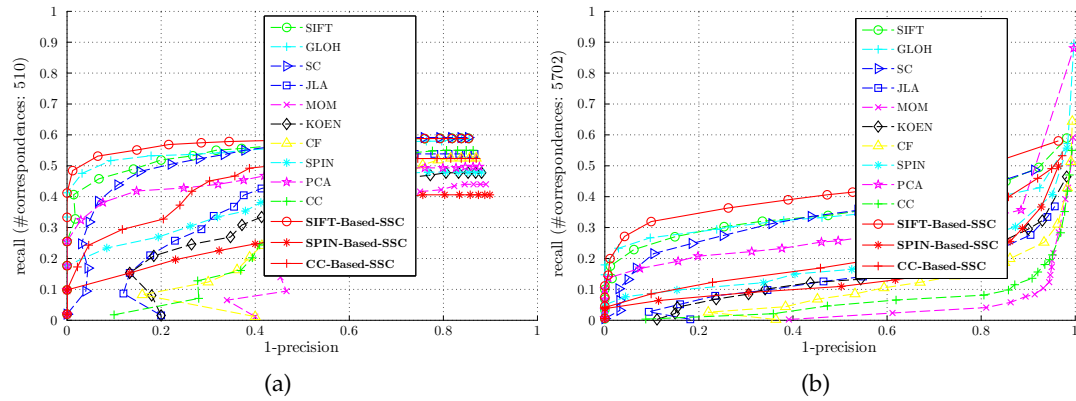 recall (#correspondences: 510)
1
0.9
0.8
0.7
0.6
0.5
0.4
0.3
0.2
0.1
0
SIFT
GLOH
SC
JLA
MOM
KOEN
CF
SPIN
PCA
CC
SIFT-Based-SSC
SPIN-Based-SSC
CC-Based-SSC
0 0.2 0.4 0.6 0.8 1
1-precision
(a)
recall (#correspondences: 5702)
1
0.9
0.8
0.7
0.6
0.5
0.4
0.3
0.2
0.1
0
SIFT
GLOH
SC
JLA
MOM
KOEN
CF
SPIN
PCA
CC
SIFT-Based-SSC
SPIN-Based-SSC
CC-Based-SSC
0 0.2 0.4 0.6 0.8 1
1-precision
(b)